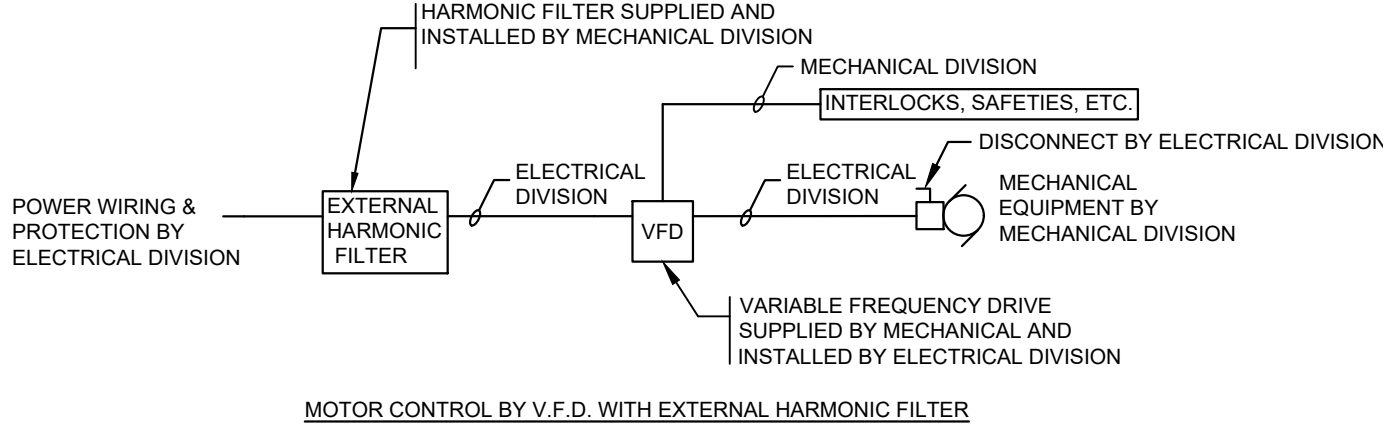 HARMONIC FILTER SUPPLIED AND
INSTALLED BY MECHANICAL DIVISION
MECHANICAL DIVISION
INTERLOCKS, SAFETIES, ETC.
DISCONNECT BY ELECTRICAL DIVISION
POWER WIRING &
PROTECTION BY
ELECTRICAL DIVISION
EXTERNAL
HARMONIC
FILTER
ELECTRICAL
DIVISION
VFD
ELECTRICAL
DIVISION
MECHANICAL
EQUIPMENT BY
MECHANICAL DIVISION
VARIABLE FREQUENCY DRIVE
SUPPLIED BY MECHANICAL AND
INSTALLED BY ELECTRICAL DIVISION
MOTOR CONTROL BY V.F.D. WITH EXTERNAL HARMONIC FILTER